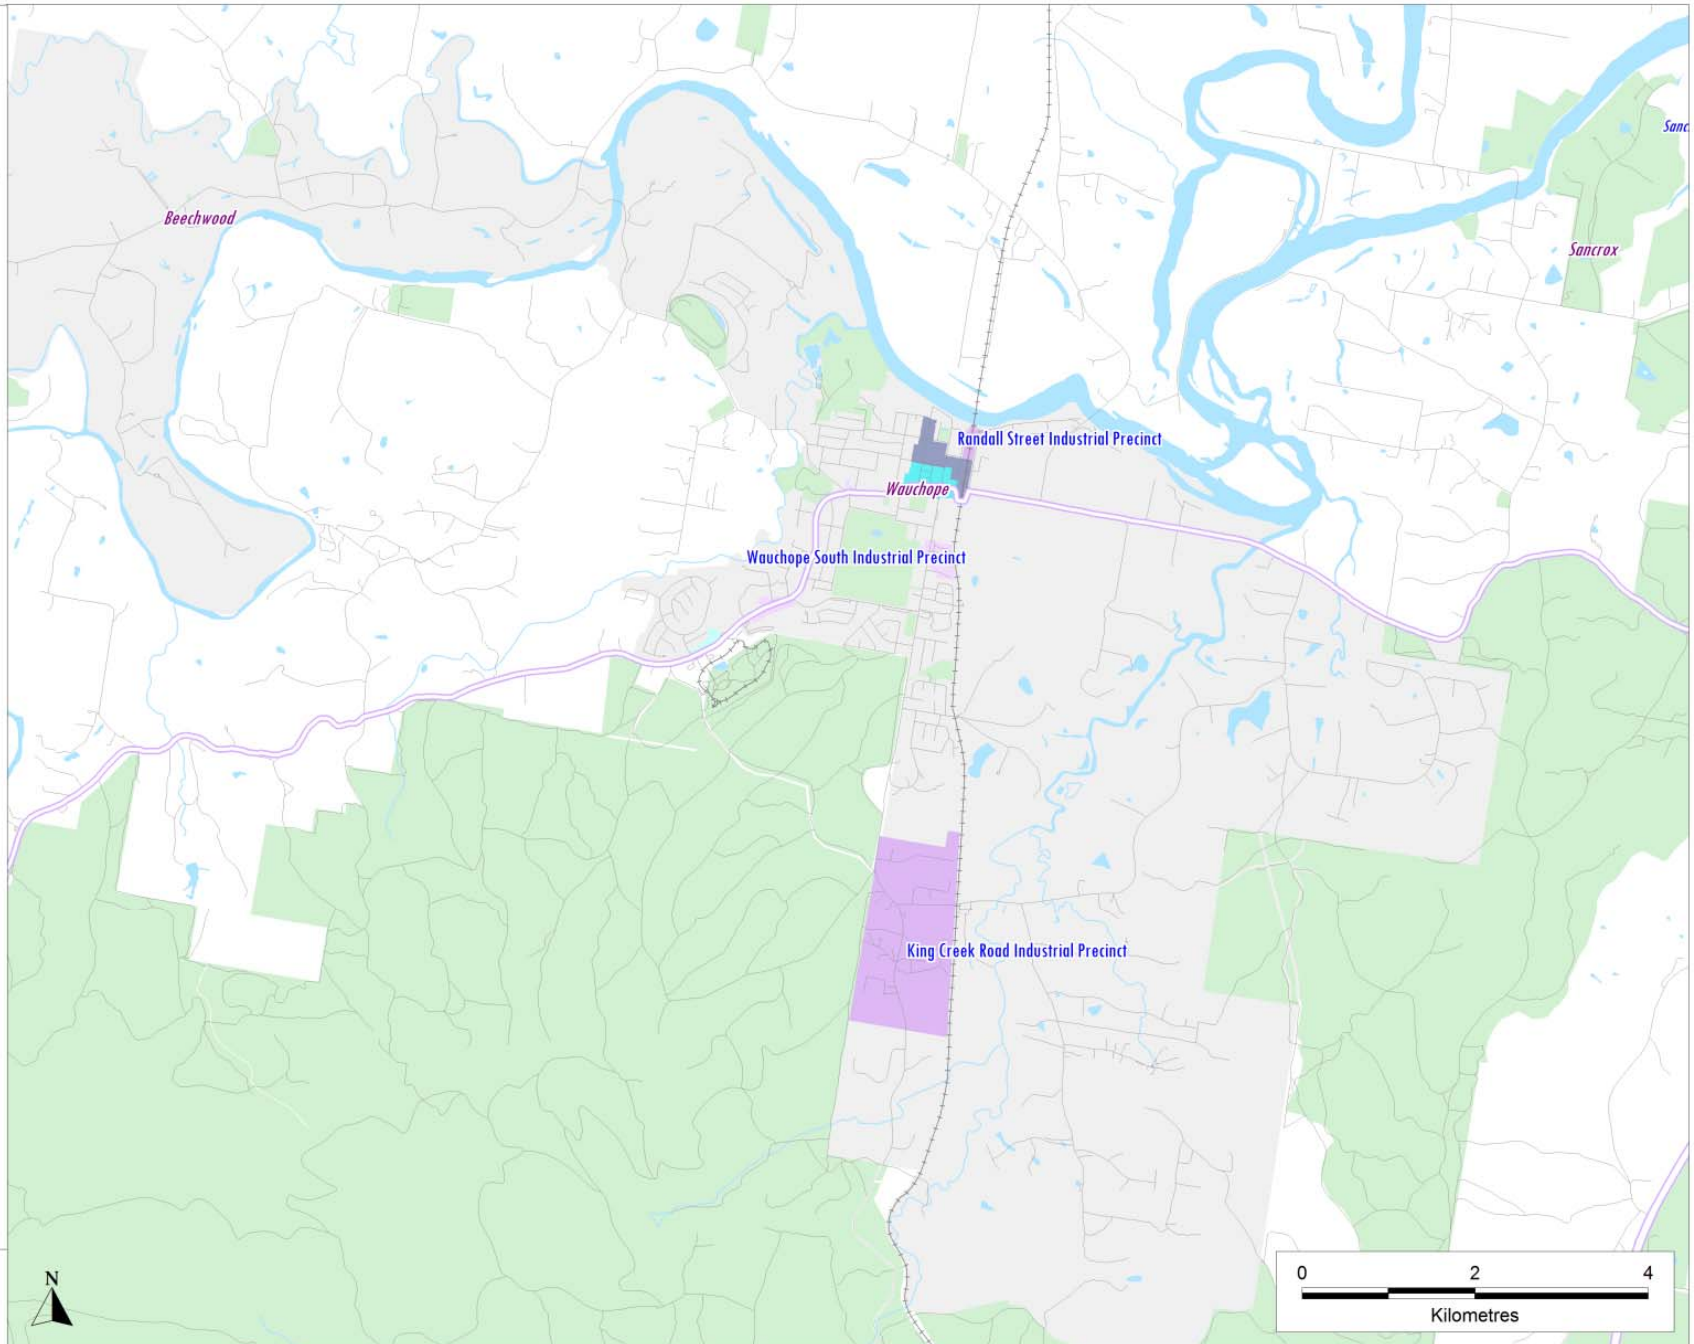 Sanc
Beechwood
Sancrox
Randall Street Industrial Precinct
Wauchope
Wauchope South Industrial Precinct
King Creek Road Industrial Precinct
N
0 2 4
Kilometres